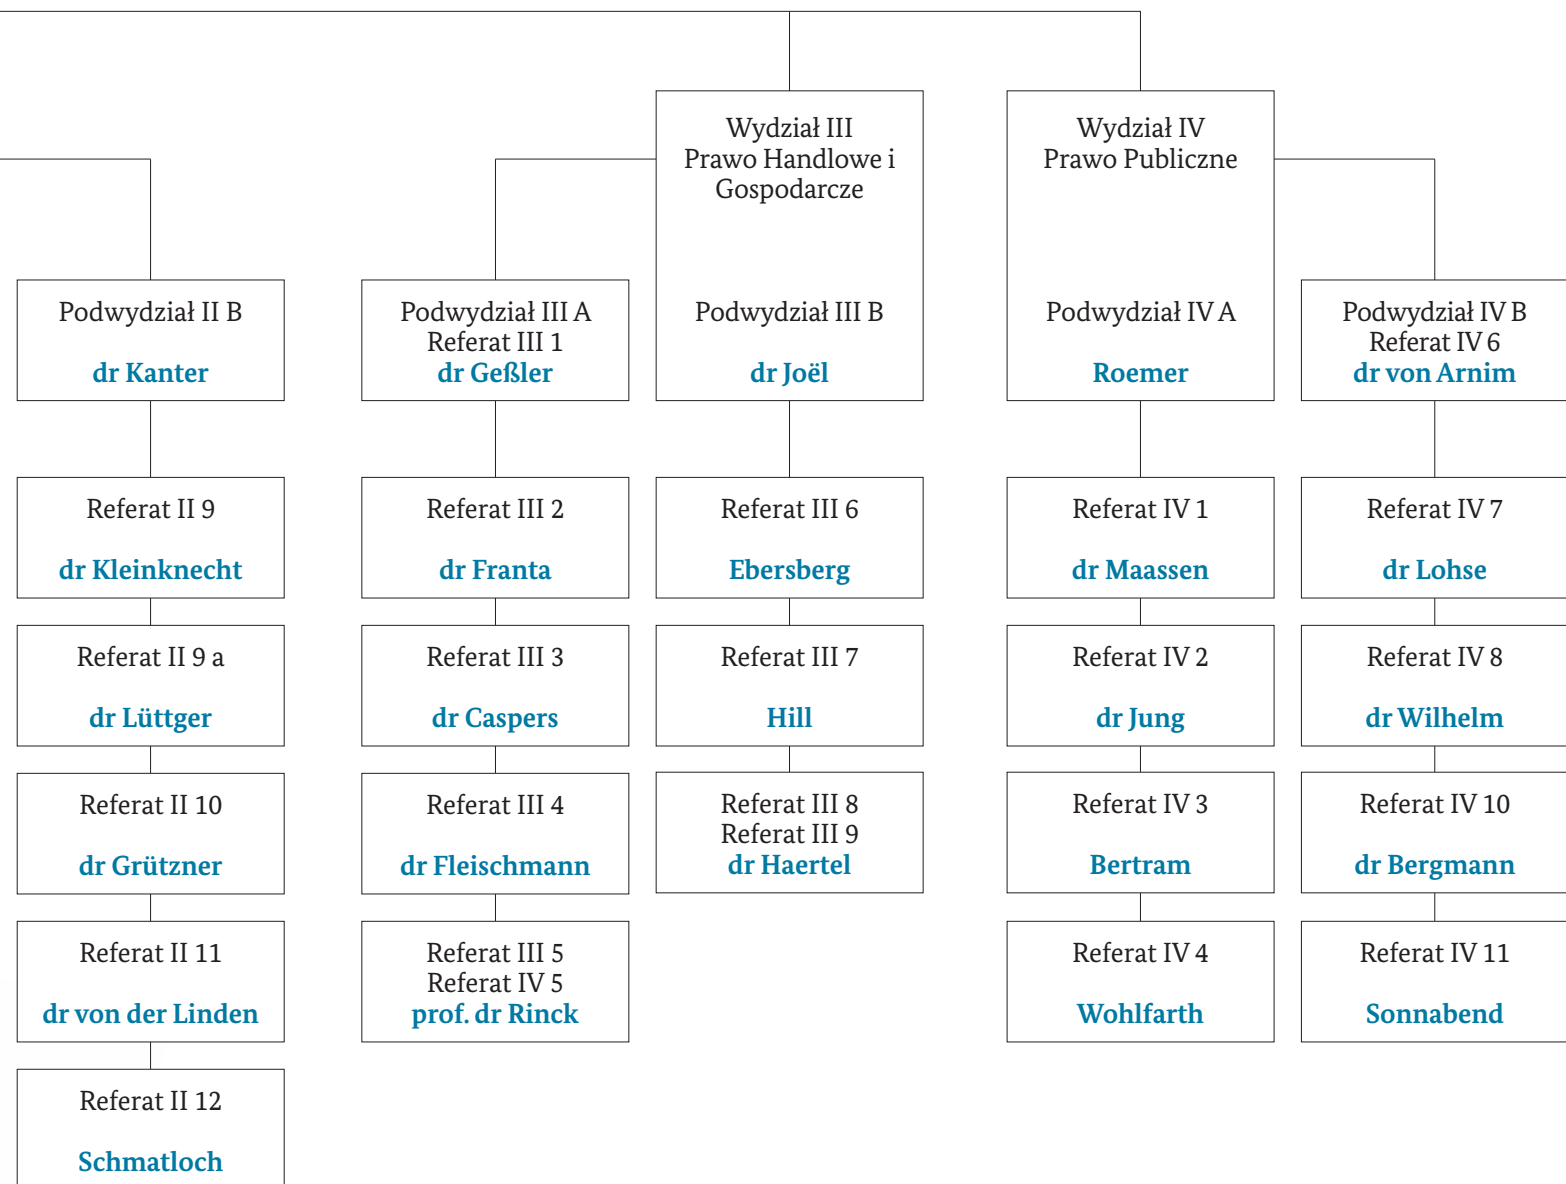 Wydział III
Prawo Handlowe i
Gospodarcze
Podwydział III B
dr Joël
Wydział IV
Prawo Publiczne
Podwydział IV A
Roemer
Podwydział II B
dr Kanter
Podwydział III A
Referat III 1
dr Geßler
Podwydział IV B
Referat IV 6
dr von Arnim
Referat II 9
dr Kleinknecht
Referat III 2
dr Franta
Referat III 6
Ebersberg
Referat IV 1
dr Maassen
Referat IV 7
dr Lohse
Referat II 9 a
dr Lüttger
Referat III 3
dr Caspers
Referat III 7
Hill
Referat IV 2
dr Jung
Referat IV 8
dr Wilhelm
Referat II 10
dr Grützner
Referat III 4
dr Fleischmann
Referat III 8
Referat III 9
dr Haertel
Referat IV 3
Bertram
Referat IV 10
dr Bergmann
Referat II 11
dr von der Linden
Referat III 5
Referat IV 5
prof. dr Rinck
Referat IV 4
Wohlfarth
Referat IV 11
Sonnabend
Referat II 12
Schmatloch